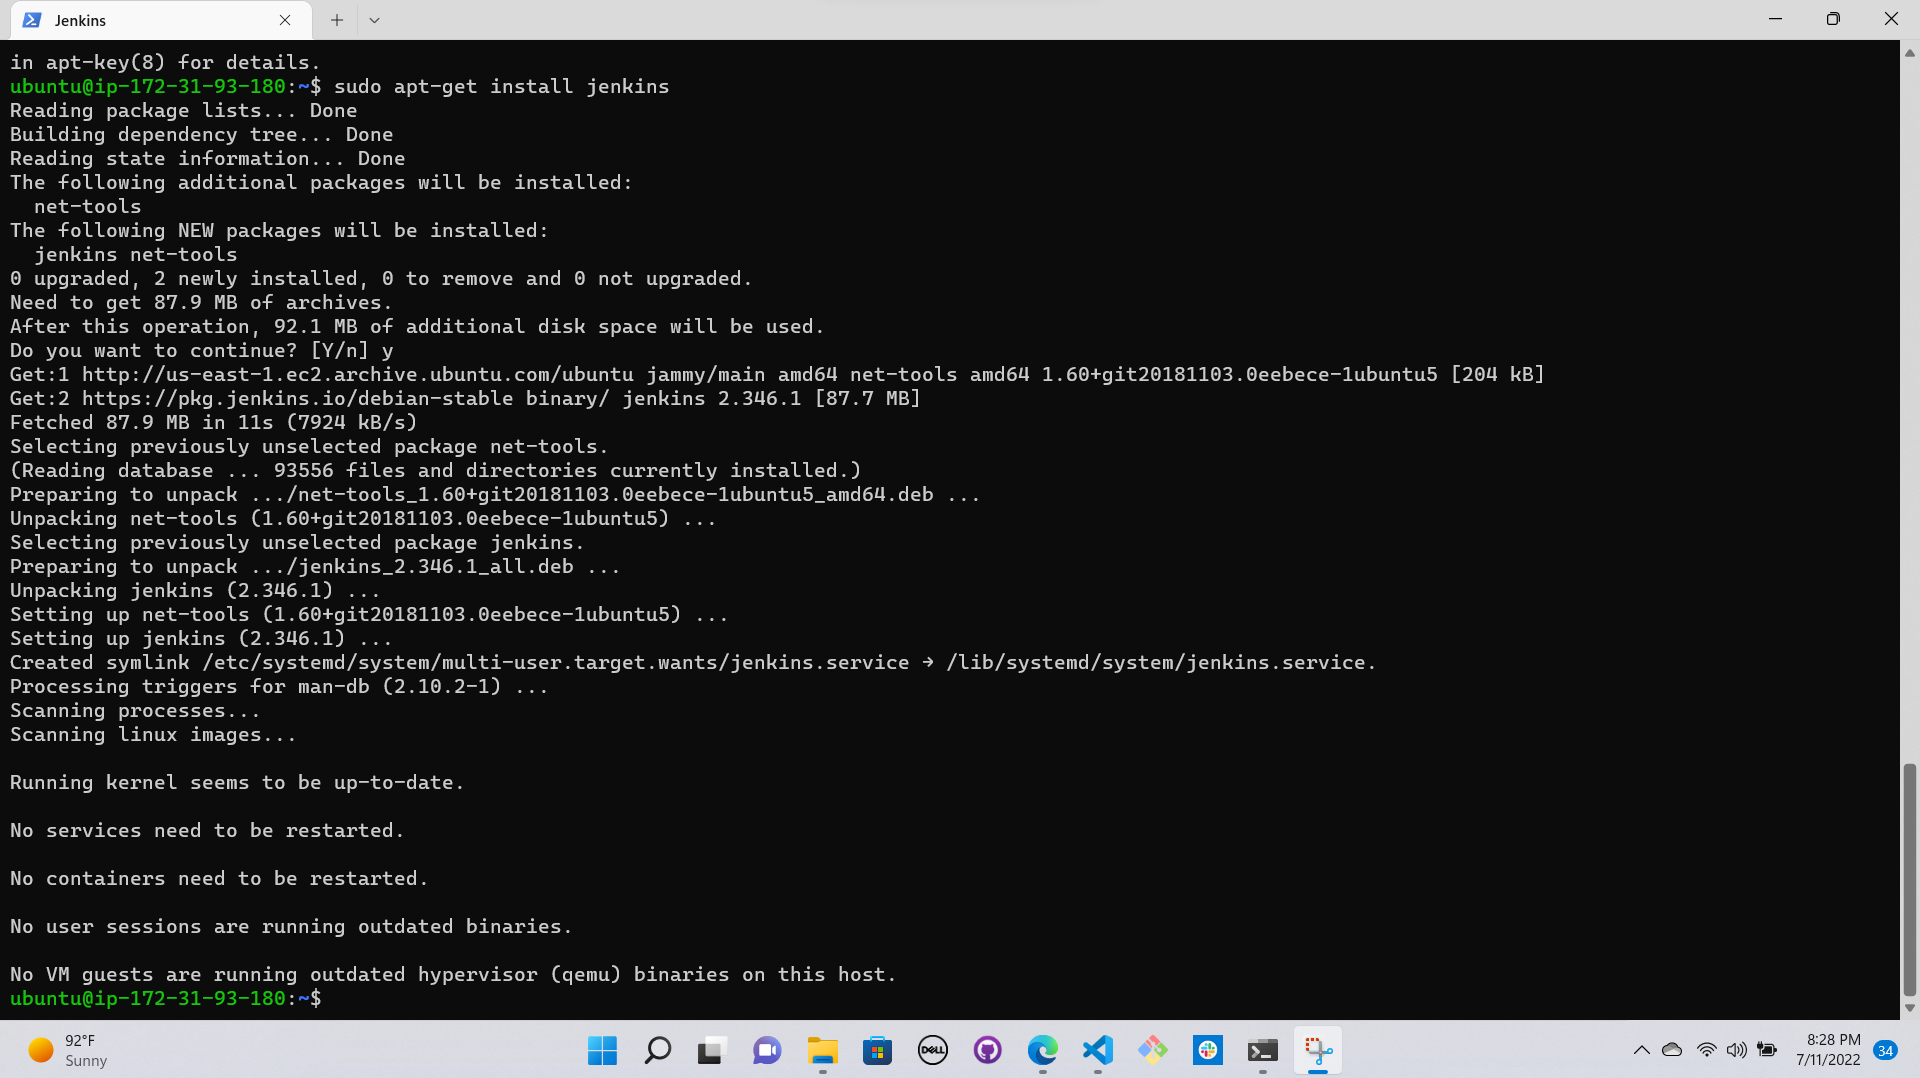 Jenkins
in apt-key(8) for details.
ubuntu@ip-172-31-93-180:~$ sudo apt-get install jenkins
Reading package lists... Done
Building dependency tree... Done
Reading state information... Done
The following additional packages will be installed:
  net-tools
The following NEW packages will be installed:
  jenkins net-tools
0 upgraded, 2 newly installed, 0 to remove and 0 not upgraded.
Need to get 87.9 MB of archives.
After this operation, 92.1 MB of additional disk space will be used.
Do you want to continue? [Y/n] y
Get:1 http://us-east-1.ec2.archive.ubuntu.com/ubuntu jammy/main amd64 net-tools amd64 1.60+git20181103.0eebece-1ubuntu5 [204 kB]
Get:2 https://pkg.jenkins.io/debian-stable binary/ jenkins 2.346.1 [87.7 MB]
Fetched 87.9 MB in 11s (7924 kB/s)
Selecting previously unselected package net-tools.
(Reading database ... 93556 files and directories currently installed.)
Preparing to unpack .../net-tools_1.60+git20181103.0eebece-1ubuntu5_amd64.deb ...
Unpacking net-tools (1.60+git20181103.0eebece-1ubuntu5) ...
Selecting previously unselected package jenkins.
Preparing to unpack .../jenkins_2.346.1_all.deb ...
Unpacking jenkins (2.346.1) ...
Setting up net-tools (1.60+git20181103.0eebece-1ubuntu5) ...
Setting up jenkins (2.346.1) ...
Created symlink /etc/systemd/system/multi-user.target.wants/jenkins.service → /lib/systemd/system/jenkins.service.
Processing triggers for man-db (2.10.2-1) ...
Scanning processes...
Scanning linux images...
Running kernel seems to be up-to-date.
No services need to be restarted.
No containers need to be restarted.
No user sessions are running outdated binaries.
No VM guests are running outdated hypervisor (qemu) binaries on this host.
ubuntu@ip-172-31-93-180:~$
92°F
Sunny
DELL
8:28 PM
7/11/2022
34